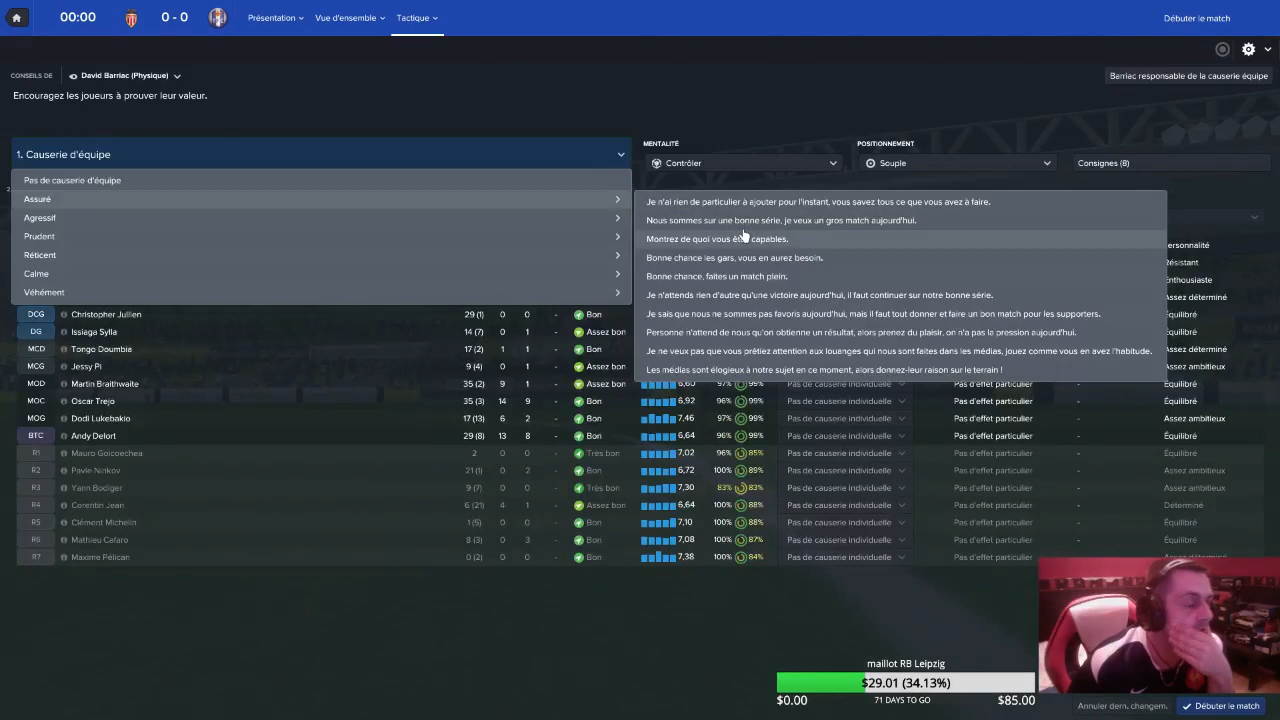 00:00 0 - 0 Présentation Vue d'ensemble Tactique Débuter le match
CONSEILS DE David Barriac (Physique) Barriac responsable de la causerie équipe
Encouragez les joueurs à prouver leur valeur.
MENTALITÉ POSITIONNEMENT
1. Causerie d'équipe Contrôler Souple Consignes (8)
Pas de causerie d'équipe
Assuré
Agressif
Prudent
Réticent
Calme
Véhément
Je n'ai rien de particulier à ajouter pour l'instant, vous savez tous ce que vous avez à faire.
Nous sommes sur une bonne série, je veux un gros match aujourd'hui.
Montrez de quoi vous êtes capables.
Bonne chance les gars, vous en aurez besoin.
Bonne chance, faites un match plein.
Je n'attends rien d'autre qu'une victoire aujourd'hui, il faut continuer sur notre bonne série.
Je sais que nous ne sommes pas favoris aujourd'hui, mais il faut tout donner et faire un bon match pour les supporters.
Personne n'attend de nous qu'on obtienne un résultat, alors prenez du plaisir, on n'a pas la pression aujourd'hui.
Je ne veux pas que vous prêtiez attention aux louanges qui nous sont faites dans les médias, jouez comme vous en avez l'habitude.
Les médias sont élogieux à notre sujet en ce moment, alors donnez-leur raison sur le terrain !
Enthousiaste
Assez déterminé
DCG Christopher Jullien 29 (1) 0 0 - Bon Équilibré
DG Issiaga Sylla 14 (7) 0 1 - Assez bon Équilibré
MCD Tongo Doumbia 17 (2) 1 1 - Bon Assez déterminé
MCG Jessy Pi 9 (4) 0 1 - Assez bon Équilibré
MOD Martin Braithwaite 35 (2) 9 1 - Assez bon 6,60 97% 99% Pas de causerie individuelle Pas d'effet particulier - Assez déterminé
MOC Oscar Trejo 35 (3) 14 9 - Bon 6,92 96% 99% Pas de causerie individuelle Pas d'effet particulier - Équilibré
MOG Dodi Lukebakio 17 (13) 6 2 - Bon 7,46 97% 99% Pas de causerie individuelle Pas d'effet particulier - Assez ambitieux
BTC Andy Delort 29 (8) 13 8 - Bon 6,64 96% 99% Pas de causerie individuelle Pas d'effet particulier - Équilibré
R1 Mauro Goicoechea 2 0 0 - Très bon 7,02 96% 85% Pas de causerie individuelle Pas d'effet particulier - Équilibré
R2 Pavle Ninkov 21 (1) 0 2 - Bon 6,72 100% 89% Pas de causerie individuelle Pas d'effet particulier - Assez ambitieux
R3 Yann Bodiger 9 (7) 0 0 - Très bon 7,30 83% 83% Pas de causerie individuelle Pas d'effet particulier - Assez ambitieux
R4 Corentin Jean 6 (21) 4 1 - Assez bon 6,64 100% 88% Pas de causerie individuelle Pas d'effet particulier - Déterminé
R5 Clément Michelin 1 (5) 0 0 - Bon 7,10 100% 88% Pas de causerie individuelle Pas d'effet particulier - Équilibré
R6 Mathieu Cafaro 8 (3) 0 3 - Bon 7,08 100% 87% Pas de causerie individuelle Pas d'effet particulier - Équilibré
R7 Maxime Pélican 0 (2) 0 0 - Bon 7,38 100% 84% Pas de causerie individuelle Pas d'effet particulier -
maillot RB Leipzig
$29.01 (34.13%)
$0.00 71 DAYS TO GO $85.00
Annuler dern. changem. Débuter le match